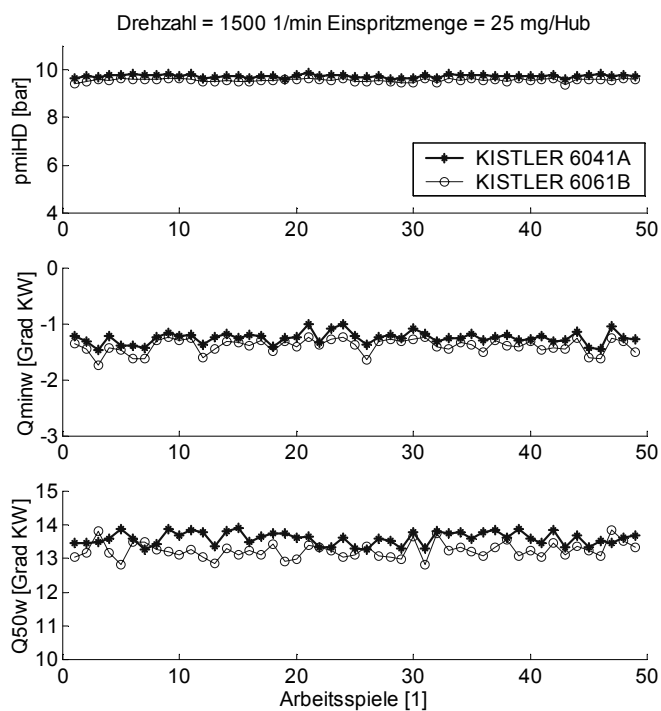 Drehzahl = 1500 1/min Einspritzmenge = 25 mg/Hub
pmiHD [bar]
10
8
6
4
KISTLER 6041A
KISTLER 6061B
0 10 20 30 40 50
Qminw [Grad KW]
0
-1
-2
-3
0 10 20 30 40 50
Q50w [Grad KW]
15
14
13
12
11
10
0 10 20 30 40 50
Arbeitsspiele [1]